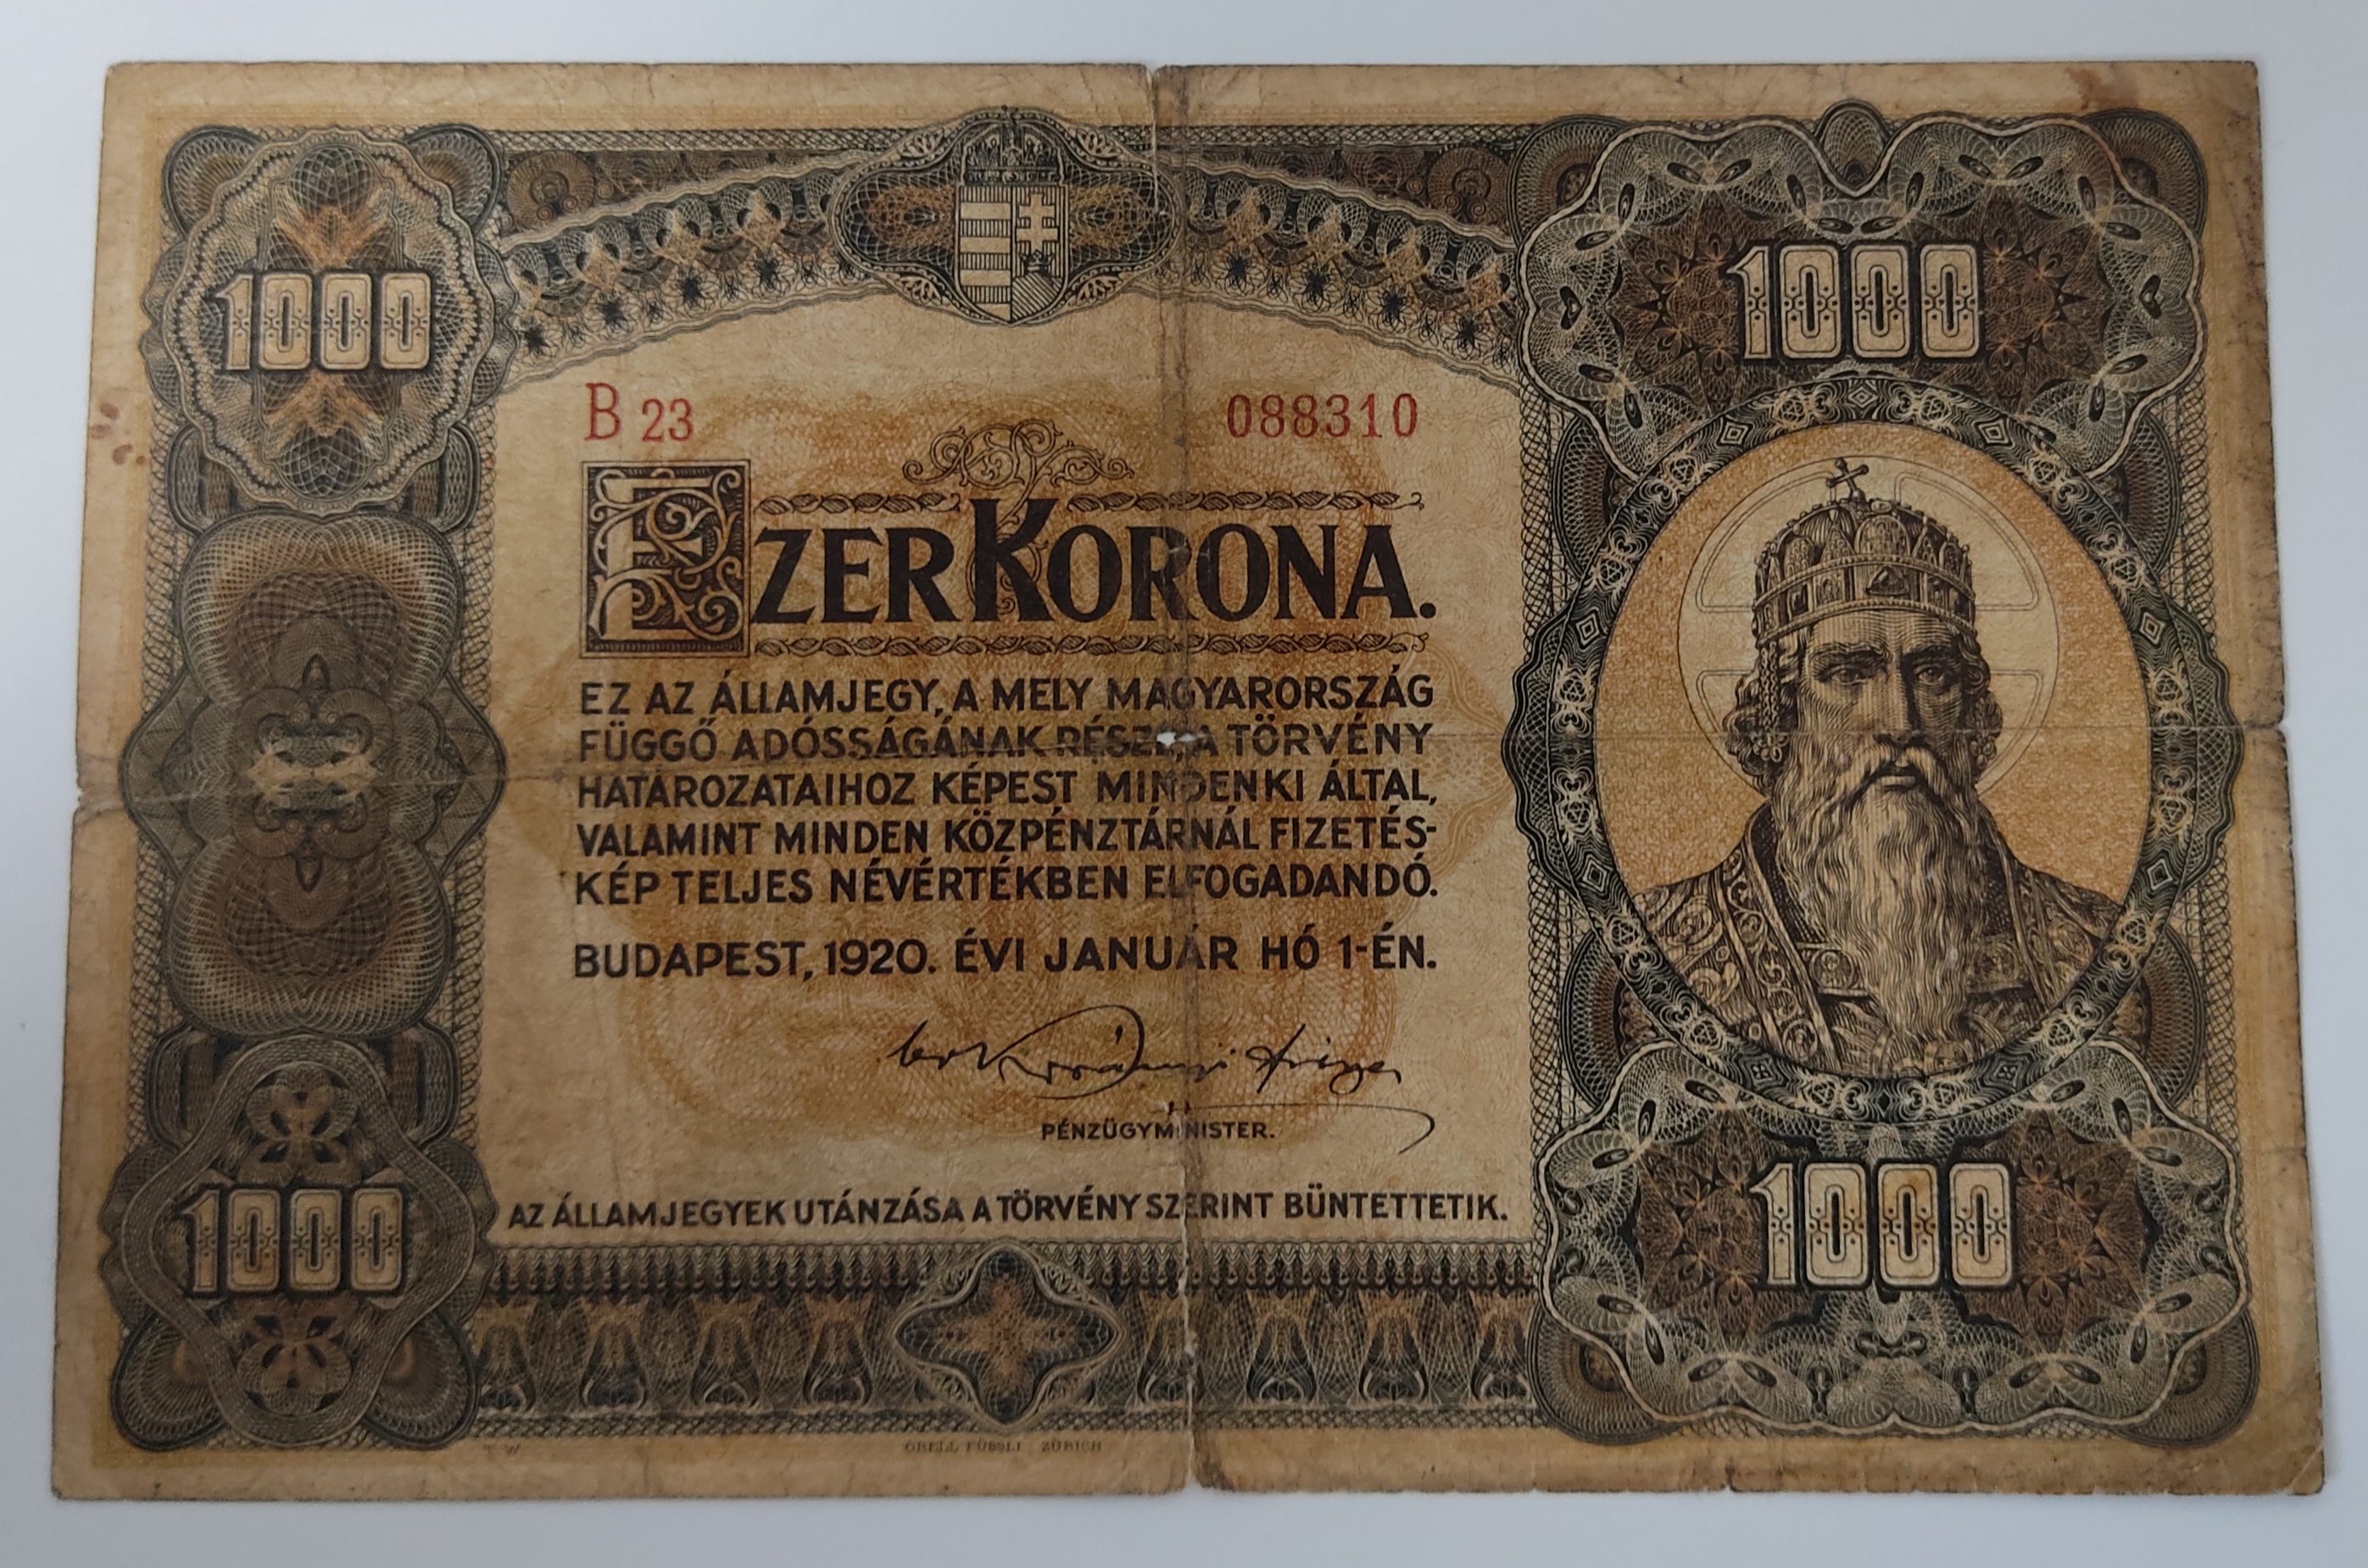 1000
1000
B 23
088310
EZER KORONA.
EZ AZ ÁLLAMJEGY, A MELY MAGYARORSZÁG
FÜGGŐ ADÓSSÁGÁNAK RÉSZE, A TÖRVÉNY
HATÁROZATAIHOZ KÉPEST MINDENKI ÁLTAL,
VALAMINT MINDEN KÖZPÉNZTÁRNÁL FIZETÉS-
KÉP TELJES NÉVÉRTÉKBEN ELFOGADANDÓ.
BUDAPEST, 1920. ÉVI JANUÁR HÓ 1-ÉN.
PÉNZÜGYMINISTER.
1000
1000
AZ ÁLLAMJEGYEK UTÁNZÁSA A TÖRVÉNY SZERINT BÜNTETTETIK.
ORELL FÜSSLI ZÜRICH